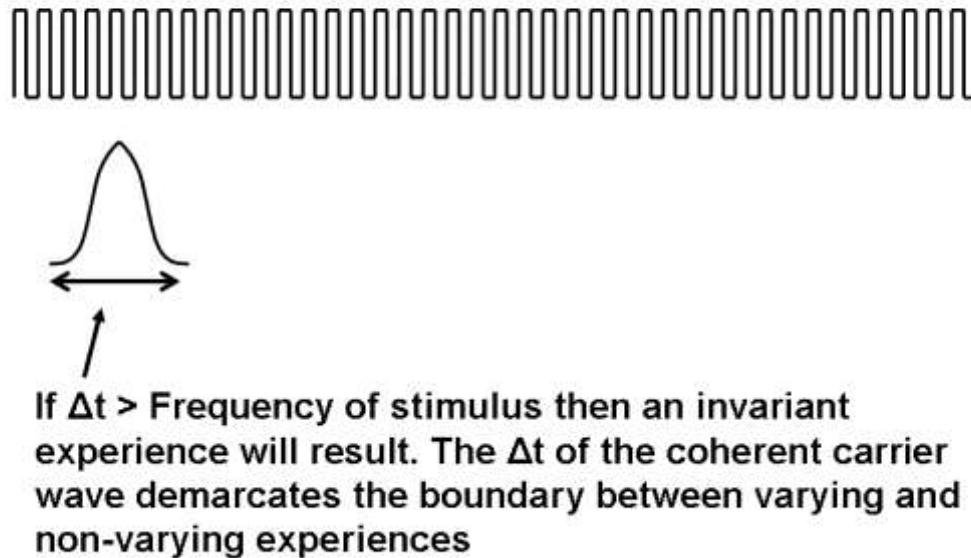 If Δt > Frequency of stimulus then an invariant
experience will result. The Δt of the coherent carrier
wave demarcates the boundary between varying and
non-varying experiences